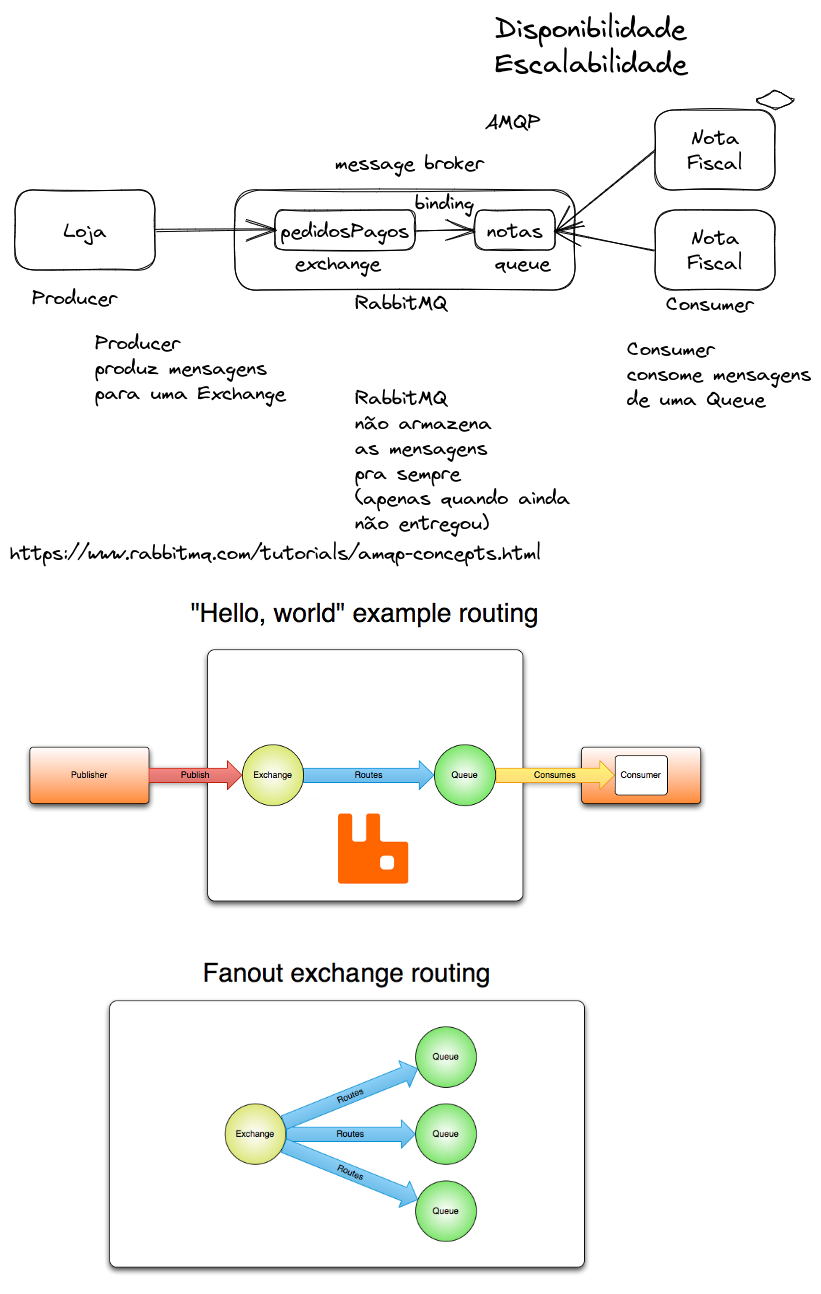 Disponibilidade
Escalabilidade
AMQP
message broker
Nota
Fiscal
binding
Loja
pedidosPagos
notas
exchange
queue
Nota
Fiscal
Producer
RabbitMQ
Consumer
Producer
produz mensagens
para uma Exchange
Consumer
consome mensagens
de uma Queue
RabbitMQ
não armazena
as mensagens
pra sempre
(apenas quando ainda
não entregou)
https://www.rabbitmq.com/tutorials/amqp-concepts.html
"Hello, world" example routing
Publisher
Publish
Exchange
Routes
Queue
Consumes
Consumer
Fanout exchange routing
Queue
Routes
Exchange
Routes
Queue
Routes
Queue